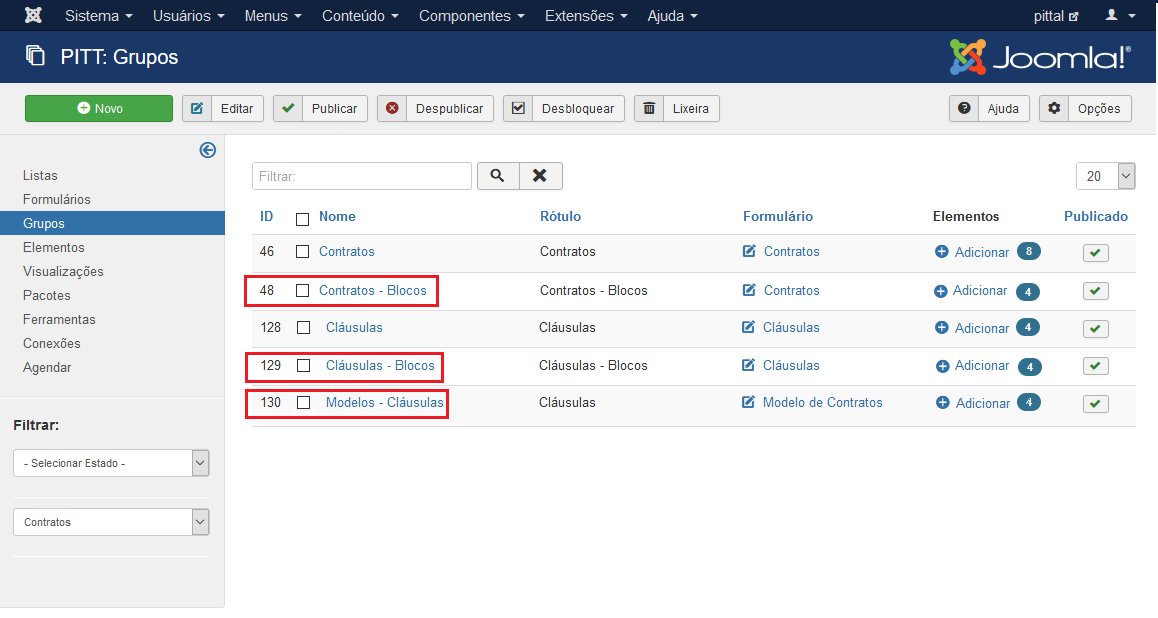 Sistema Usuários Menus Conteúdo Componentes Extensões Ajuda pittal
PITT: Grupos Joomla!®
Novo Editar Publicar Despublicar Desbloquear Lixeira Ajuda Opções
Listas
Formulários
Grupos
Elementos
Visualizações
Pacotes
Ferramentas
Conexões
Agendar
Filtrar:
- Selecionar Estado -
Contratos
Filtrar: 20
ID Nome Rótulo Formulário Elementos Publicado
46 Contratos Contratos Contratos Adicionar 8
48 Contratos - Blocos Contratos - Blocos Contratos Adicionar 4
128 Cláusulas Cláusulas Cláusulas Adicionar 4
129 Cláusulas - Blocos Cláusulas - Blocos Cláusulas Adicionar 4
130 Modelos - Cláusulas Cláusulas Modelo de Contratos Adicionar 4